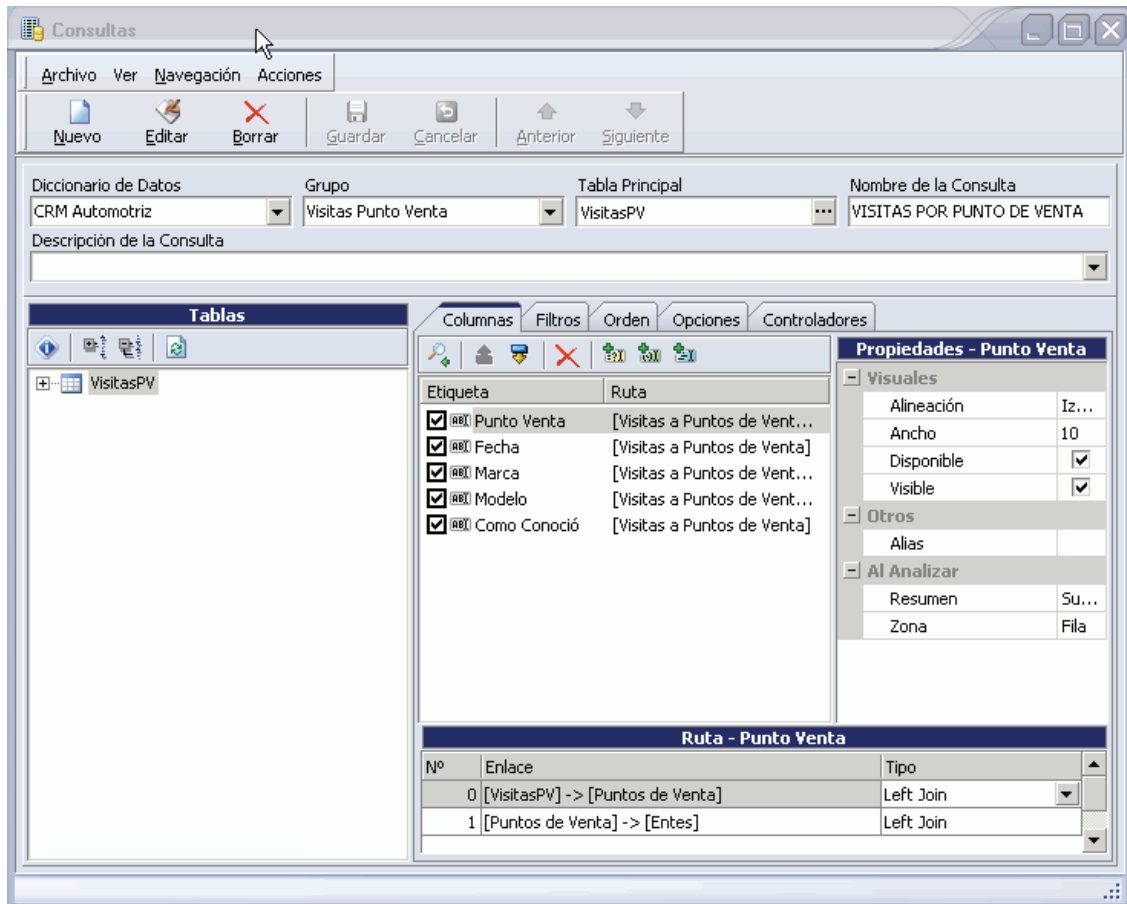 Consultas
Archivo Ver Navegación Acciones
Nuevo Editar Borrar Guardar Cancelar Anterior Siguiente
Diccionario de Datos Grupo Tabla Principal Nombre de la Consulta
CRM Automotriz Visitas Punto Venta VisitasPV ... VISITAS POR PUNTO DE VENTA
Descripción de la Consulta
Tablas
VisitasPV
Columnas Filtros Orden Opciones Controladores
Etiqueta Ruta
Punto Venta [Visitas a Puntos de Vent...
Fecha [Visitas a Puntos de Venta]
Marca [Visitas a Puntos de Vent...
Modelo [Visitas a Puntos de Vent...
Como Conoció [Visitas a Puntos de Venta]
Propiedades - Punto Venta
Visuales
Alineación Iz...
Ancho 10
Disponible
Visible
Otros
Alias
Al Analizar
Resumen Su...
Zona Fila
Ruta - Punto Venta
Nº Enlace Tipo
0 [VisitasPV] -> [Puntos de Venta] Left Join
1 [Puntos de Venta] -> [Entes] Left Join